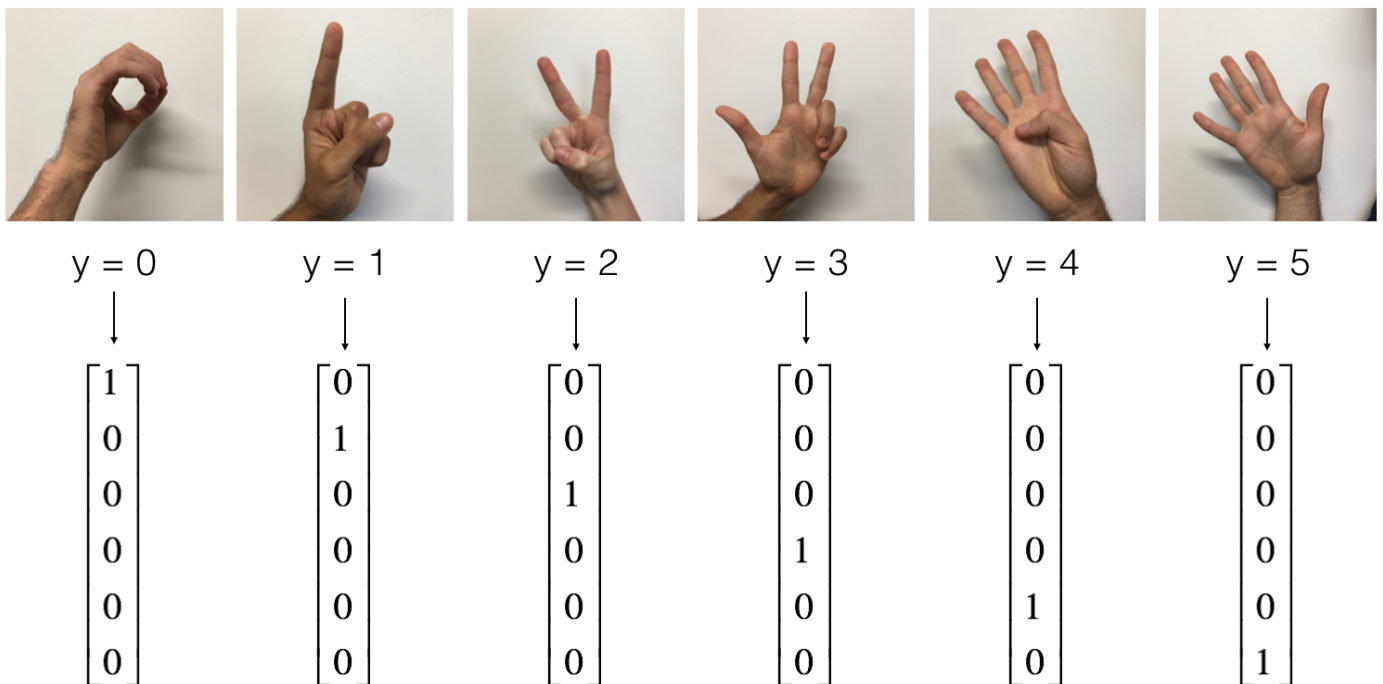 y = 0 y = 1 y = 2 y = 3 y = 4 y = 5
1 0 0 0 0 0
0 1 0 0 0 0
0 0 1 0 0 0
0 0 0 1 0 0
0 0 0 0 1 0
0 0 0 0 0 1